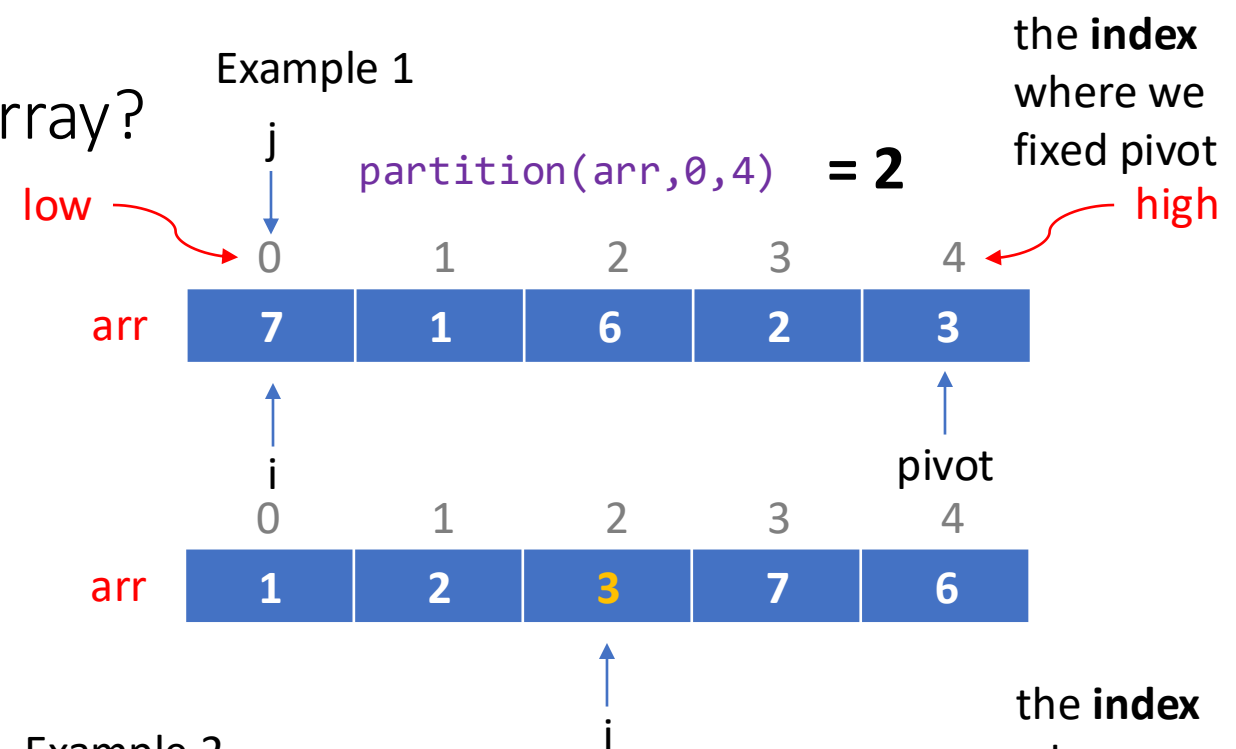 the index
Example 1
where we
rray?
fixed pivot
j
partition(arr,0,4) = 2
low
high
0 1 2 3 4
arr 7 1 6 2 3
i
pivot
0 1 2 3 4
arr 1 2 3 7 6
i
the index
Example 2